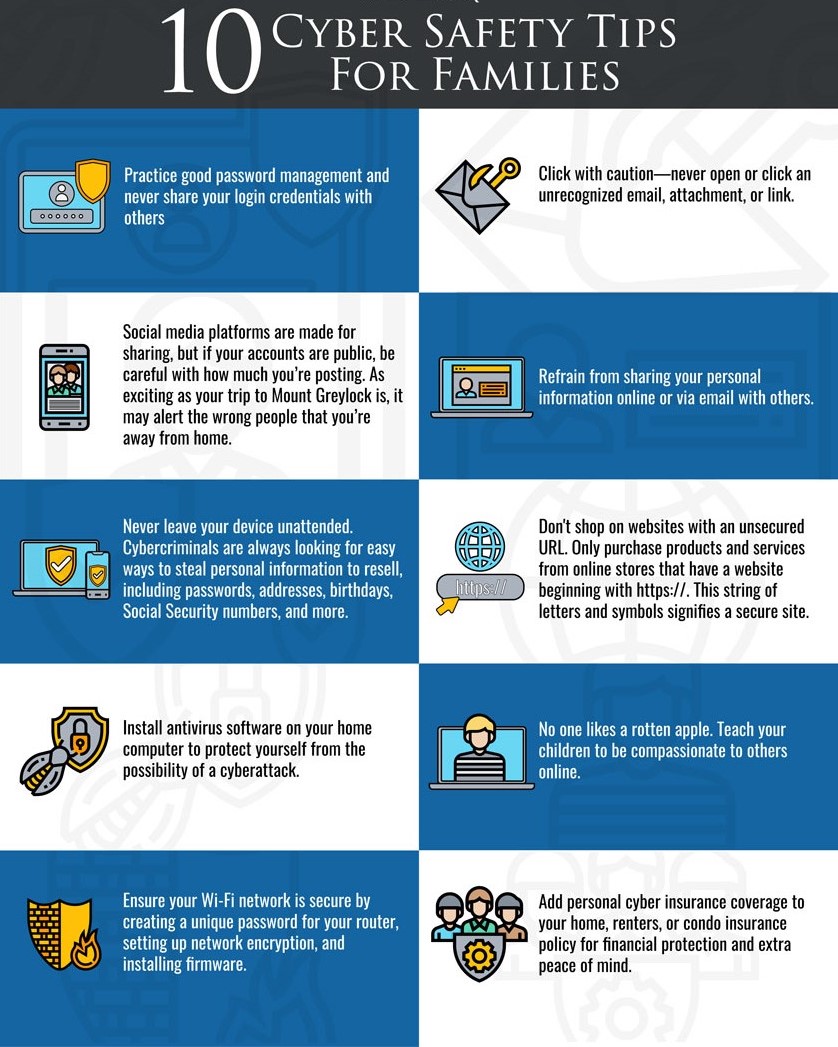 10 CYBER SAFETY TIPS
FOR FAMILIES
Practice good password management and
never share your login credentials with
others
Click with caution—never open or click an
unrecognized email, attachment, or link.
Social media platforms are made for
sharing, but if your accounts are public, be
careful with how much you're posting. As
exciting as your trip to Mount Greylock is, it
may alert the wrong people that you're
away from home.
Refrain from sharing your personal
information online or via email with others.
Never leave your device unattended.
Cybercriminals are always looking for easy
ways to steal personal information to resell,
including passwords, addresses, birthdays,
Social Security numbers, and more.
https://
Don't shop on websites with an unsecured
URL. Only purchase products and services
from online stores that have a website
beginning with https://. This string of
letters and symbols signifies a secure site.
Install antivirus software on your home
computer to protect yourself from the
possibility of a cyberattack.
No one likes a rotten apple. Teach your
children to be compassionate to others
online.
Ensure your Wi-Fi network is secure by
creating a unique password for your router,
setting up network encryption, and
installing firmware.
Add personal cyber insurance coverage to
your home, renters, or condo insurance
policy for financial protection and extra
peace of mind.